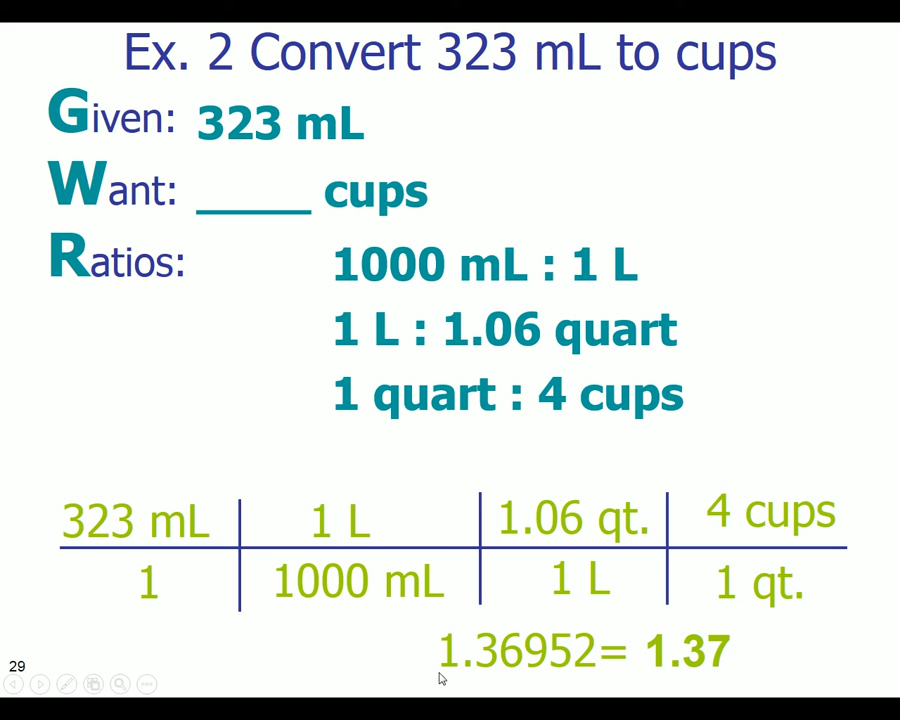 Ex. 2 Convert 323 mL to cups
Given: 323 mL
Want: _____ cups
Ratios: 1000 mL : 1 L
1 L : 1.06 quart
1 quart : 4 cups
323 mL 1 L 1.06 qt. 4 cups
1 1000 mL 1 L 1 qt.
1.36952= 1.37
29